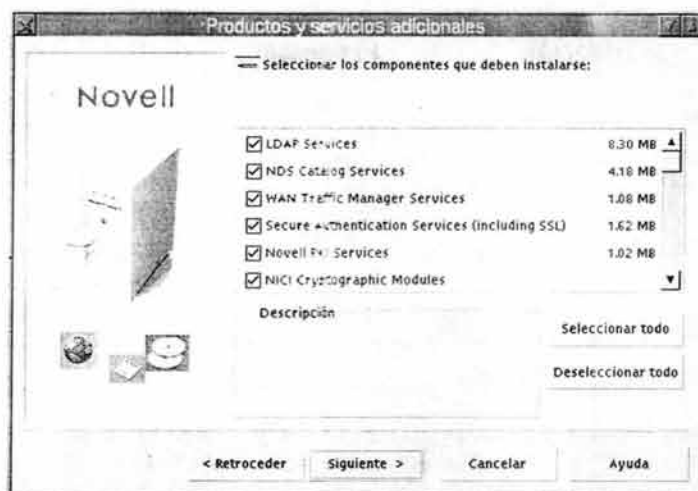 Productos y servicios adicionales
Novell
Seleccionar los componentes que deben instalarse:
LDAP Services 8.30 MB
NDS Catalog Services 4.18 MB
WAN Traffic Manager Services 1.08 MB
Secure Authentication Services (including SSL) 1.62 MB
Novell PKI Services 1.02 MB
NICI Cryptographic Modules
Descripción
Seleccionar todo
Deseleccionar todo
< Retroceder
Siguiente >
Cancelar
Ayuda